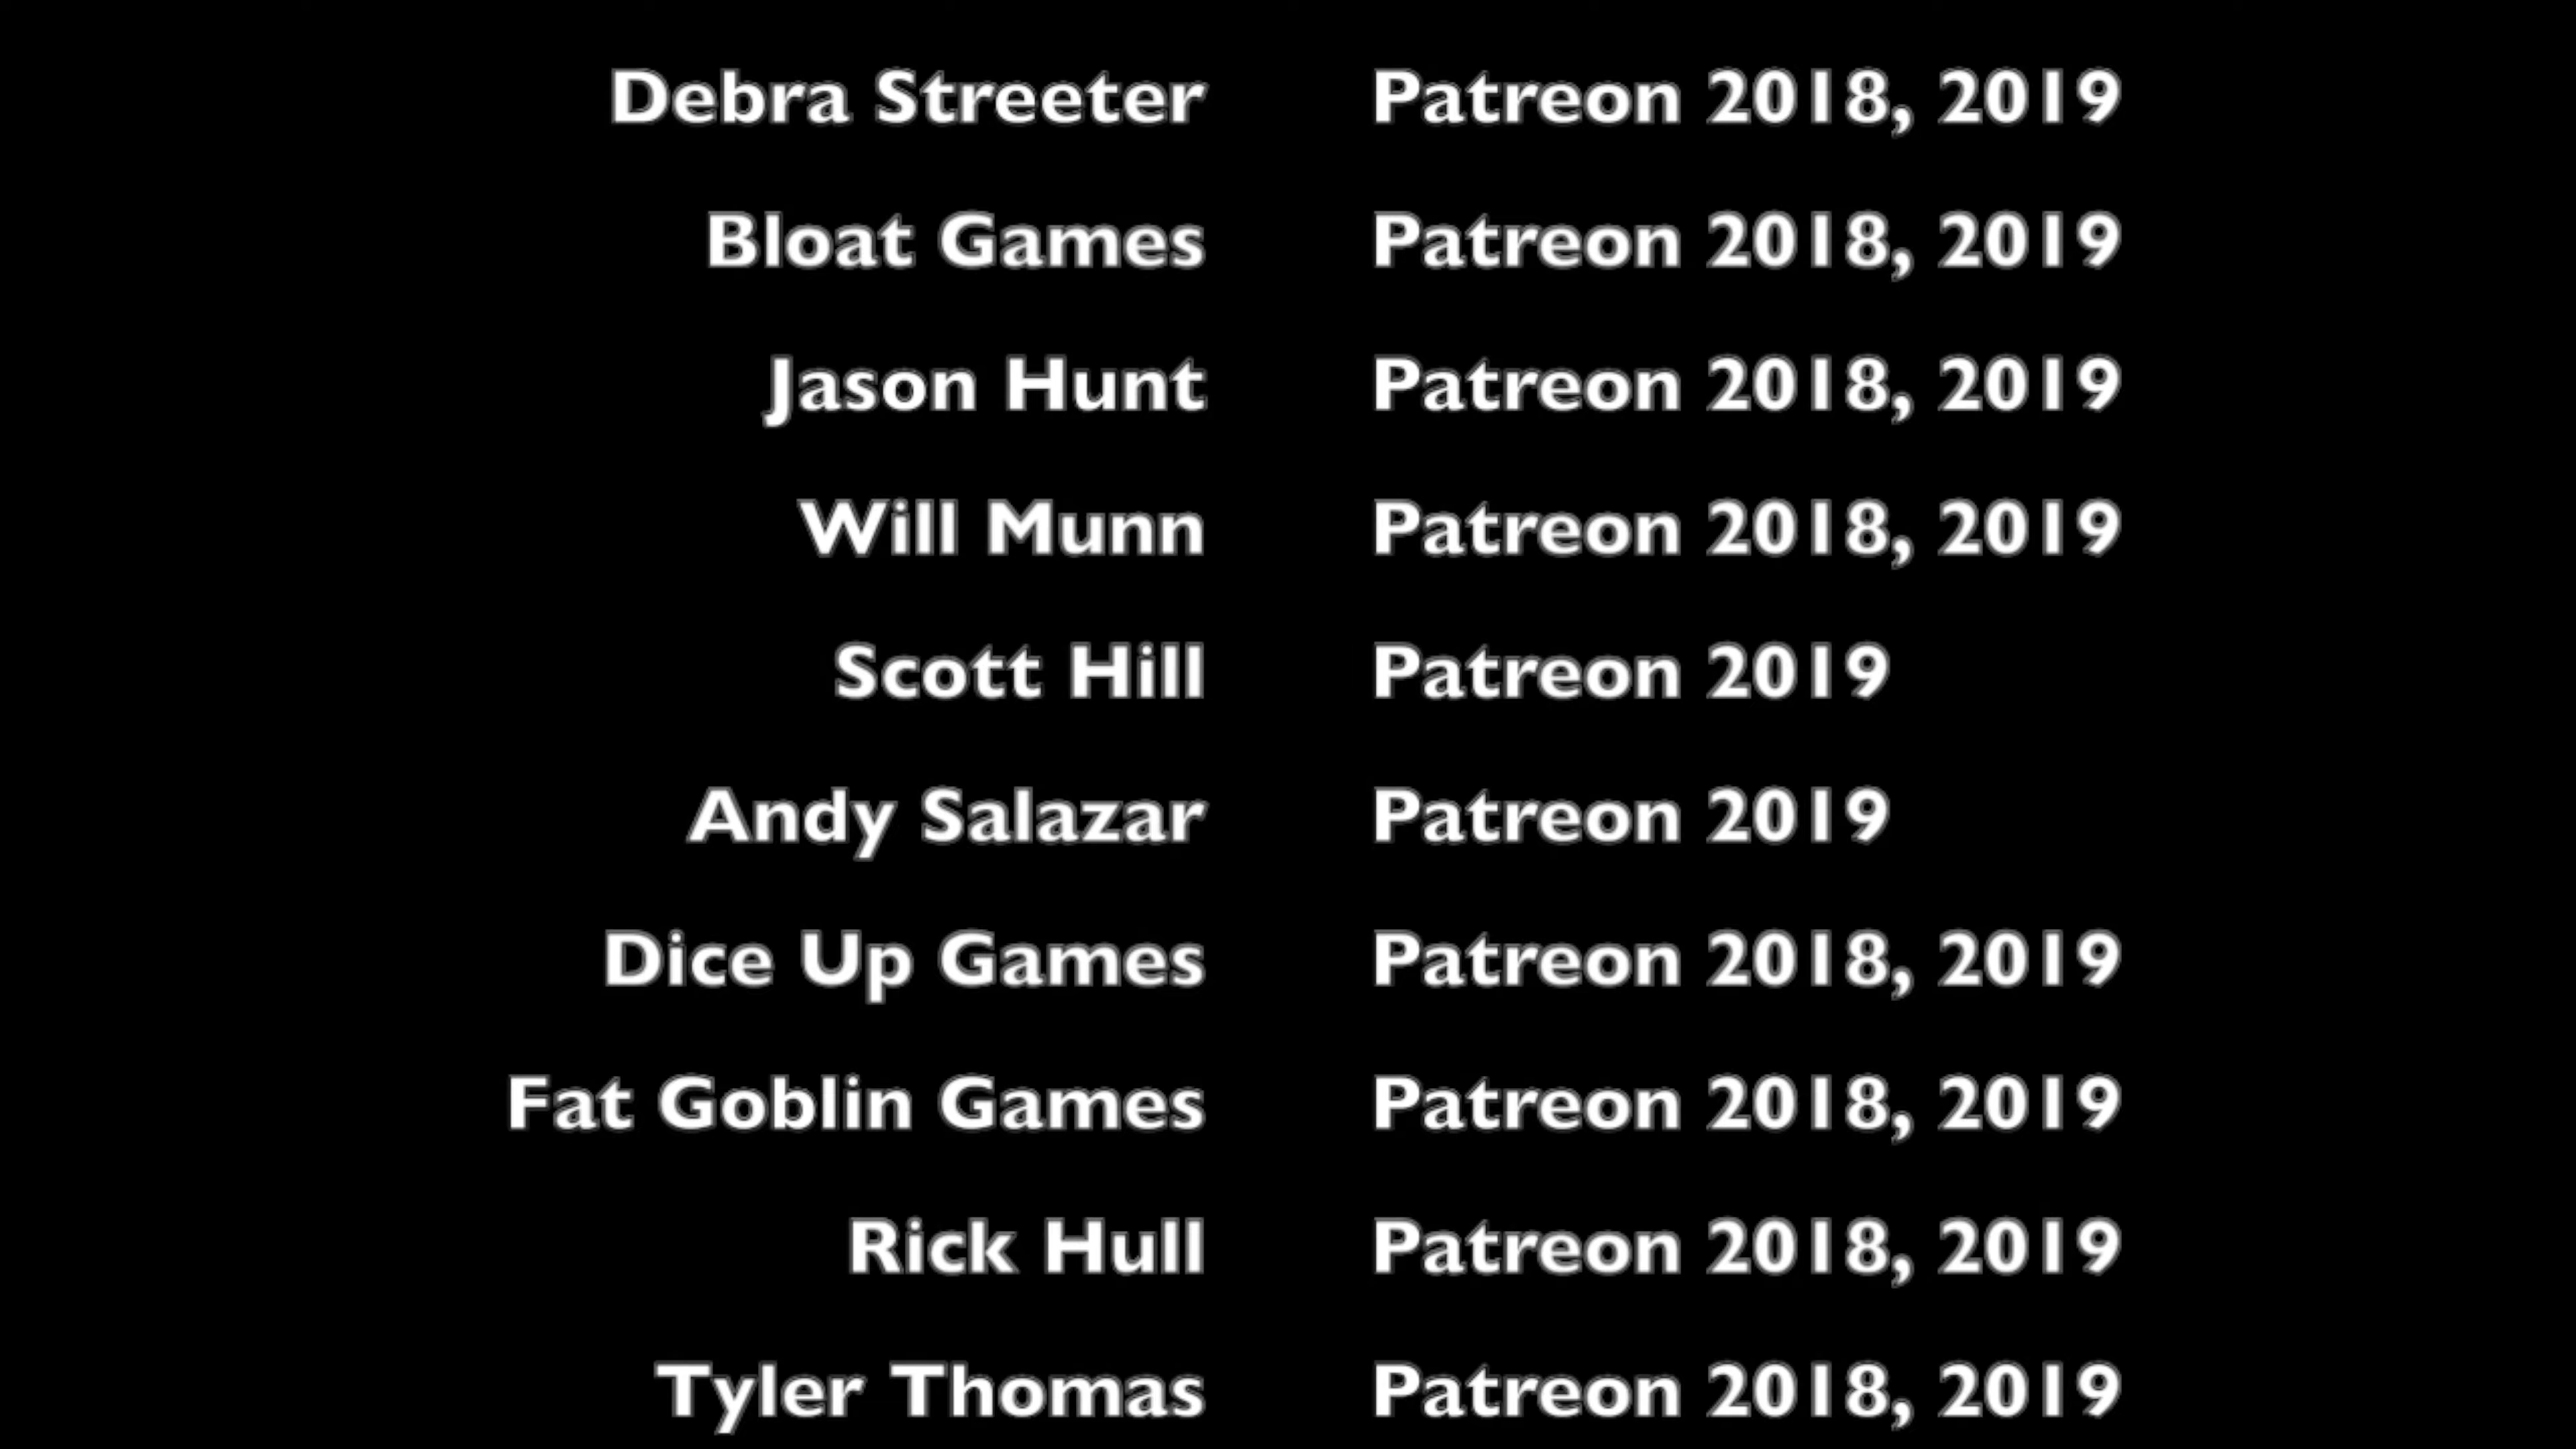 Debra Streeter Patreon 2018, 2019
Bloat Games Patreon 2018, 2019
Jason Hunt Patreon 2018, 2019
Will Munn Patreon 2018, 2019
Scott Hill Patreon 2019
Andy Salazar Patreon 2019
Dice Up Games Patreon 2018, 2019
Fat Goblin Games Patreon 2018, 2019
Rick Hull Patreon 2018, 2019
Tyler Thomas Patreon 2018, 2019